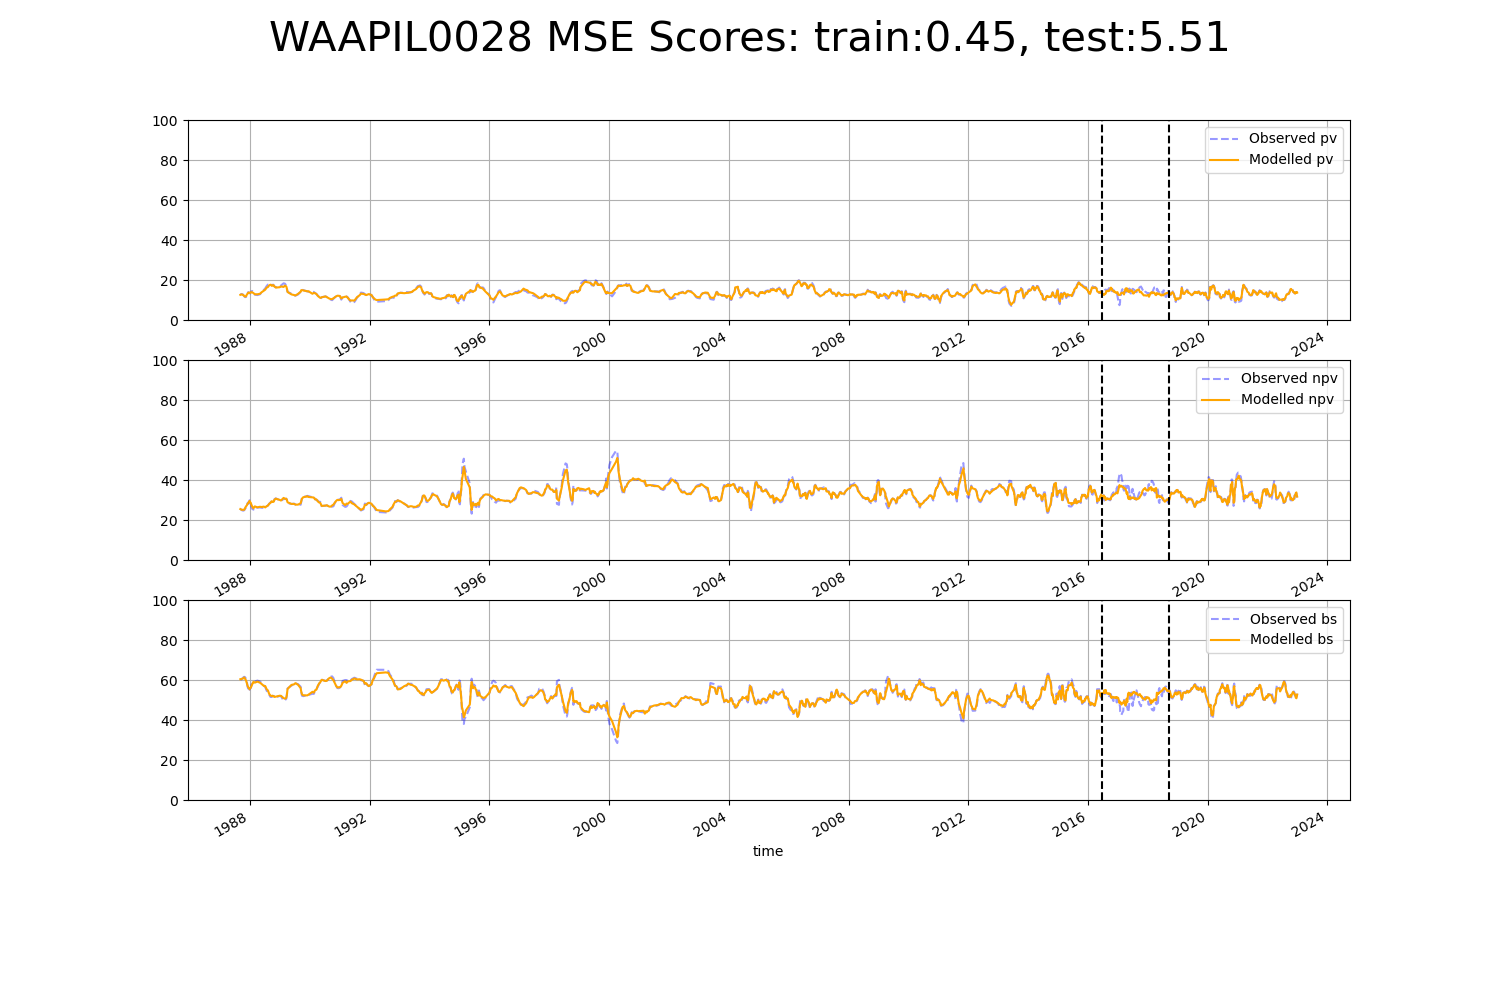 WAAPIL0028 MSE Scores: train:0.45, test:5.51
100
80
60
40
20
0
Observed pv
Modelled pv
1988 1992 1996 2000 2004 2008 2012 2016 2020 2024
100
80
60
40
20
0
Observed npv
Modelled npv
1988 1992 1996 2000 2004 2008 2012 2016 2020 2024
100
80
60
40
20
0
Observed bs
Modelled bs
1988 1992 1996 2000 2004 2008 2012 2016 2020 2024
time